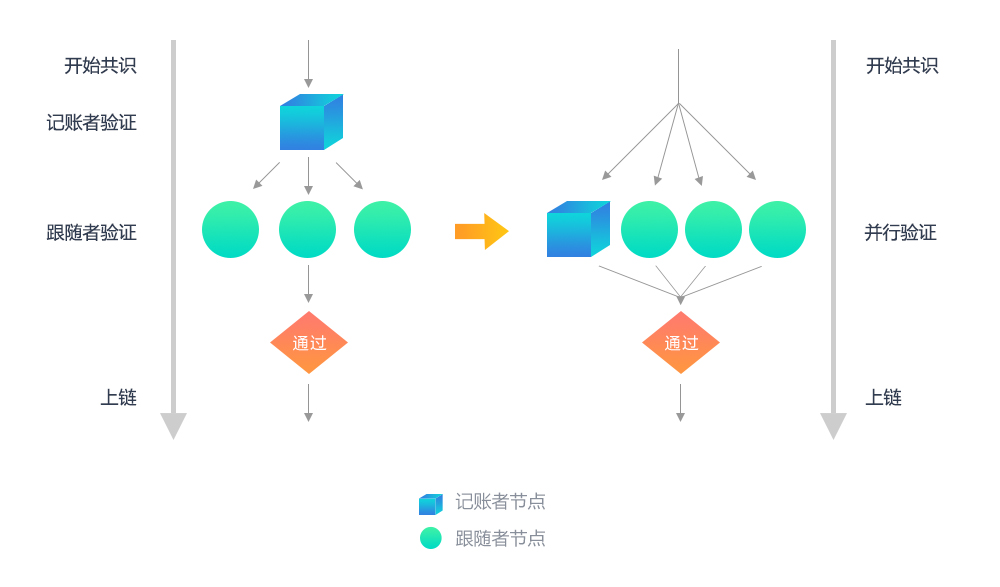 开始共识
记账者验证
跟随者验证
通过
上链
开始共识
并行验证
通过
上链
记账者节点
跟随者节点